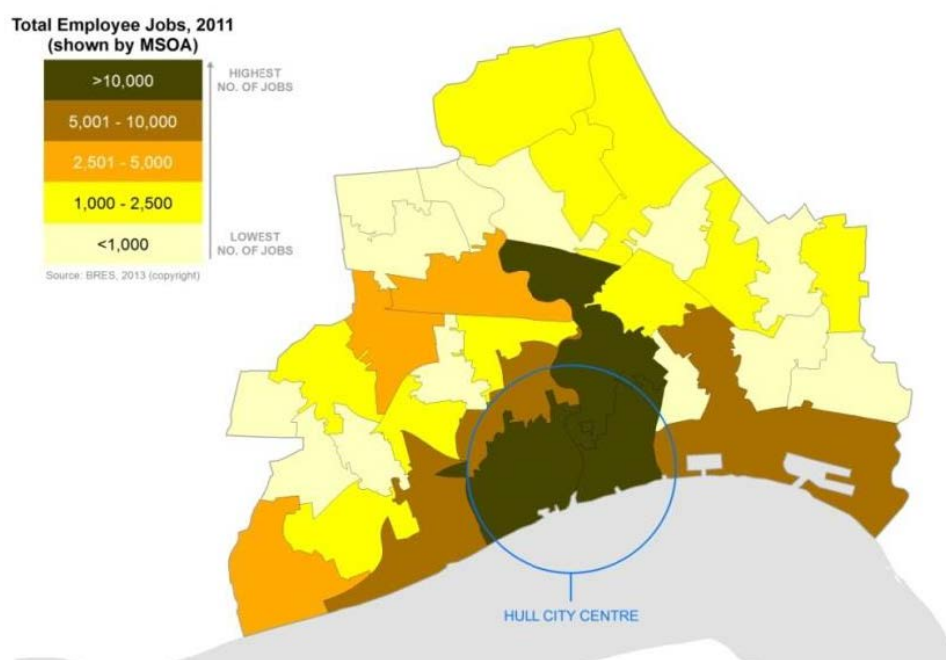 Total Employee Jobs, 2011
(shown by MSOA)
>10,000
5,001 - 10,000
2,501 - 5,000
1,000 - 2,500
<1,000
HIGHEST
NO. OF JOBS
LOWEST
NO. OF JOBS
Source: BRES, 2013 (copyright)
HULL CITY CENTRE